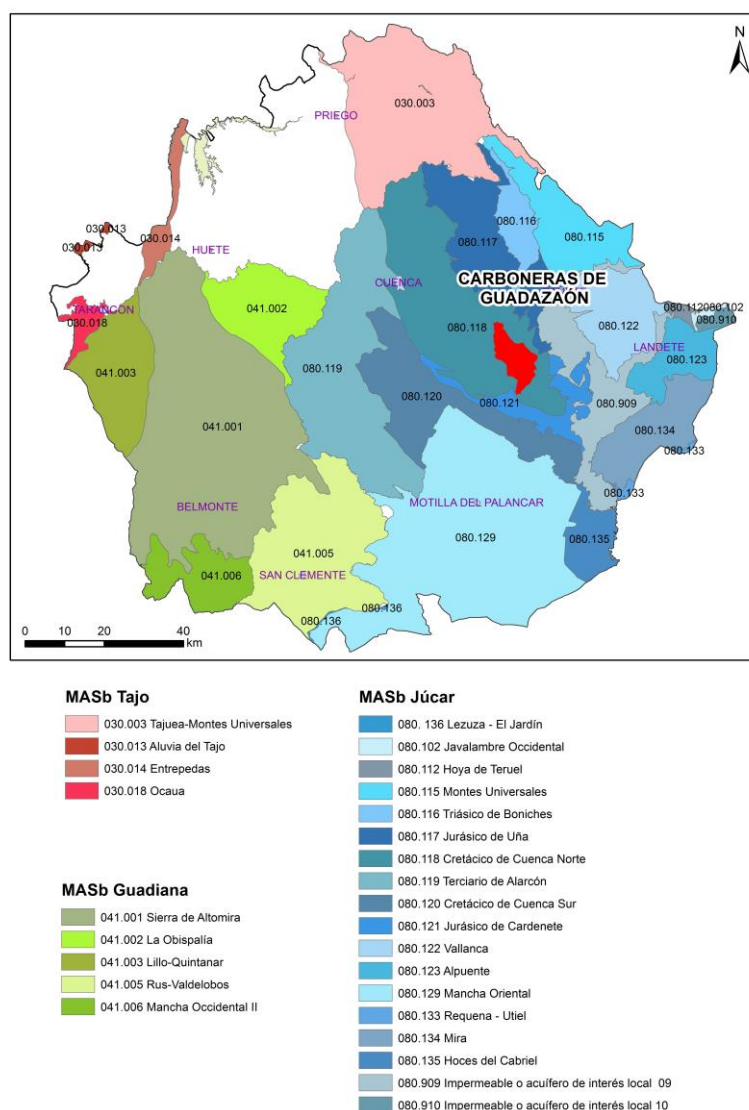 N
030.003
PRIEGO
080.116
030.013
030.013
030.014
080.117
080.115
HUETE
CUENCA
CARBONERAS DE
GUADAZAÓN
041.002
TARANCÓN
030.018
080.112
080.102
080.910
080.122
080.118
LANDETE
080.123
041.003
080.119
080.120
080.121
080.909
041.001
080.134
080.133
080.133
BELMONTE
MOTILLA DEL PALANCAR
080.129
080.135
041.005
041.006
SAN CLEMENTE
080.136
080.136
0 10 20 40
km
MASb Tajo
030.003 Tajuea-Montes Universales
030.013 Aluvia del Tajo
030.014 Entrepedas
030.018 Ocaua
MASb Guadiana
041.001 Sierra de Altomira
041.002 La Obispalía
041.003 Lillo-Quintanar
041.005 Rus-Valdelobos
041.006 Mancha Occidental II
MASb Júcar
080. 136 Lezuza - El Jardín
080.102 Javalambre Occidental
080.112 Hoya de Teruel
080.115 Montes Universales
080.116 Triásico de Boniches
080.117 Jurásico de Uña
080.118 Cretácico de Cuenca Norte
080.119 Terciario de Alarcón
080.120 Cretácico de Cuenca Sur
080.121 Jurásico de Cardenete
080.122 Vallanca
080.123 Alpuente
080.129 Mancha Oriental
080.133 Requena - Utiel
080.134 Mira
080.135 Hoces del Cabriel
080.909 Impermeable o acuífero de interés local 09
080.910 Impermeable o acuífero de interés local 10